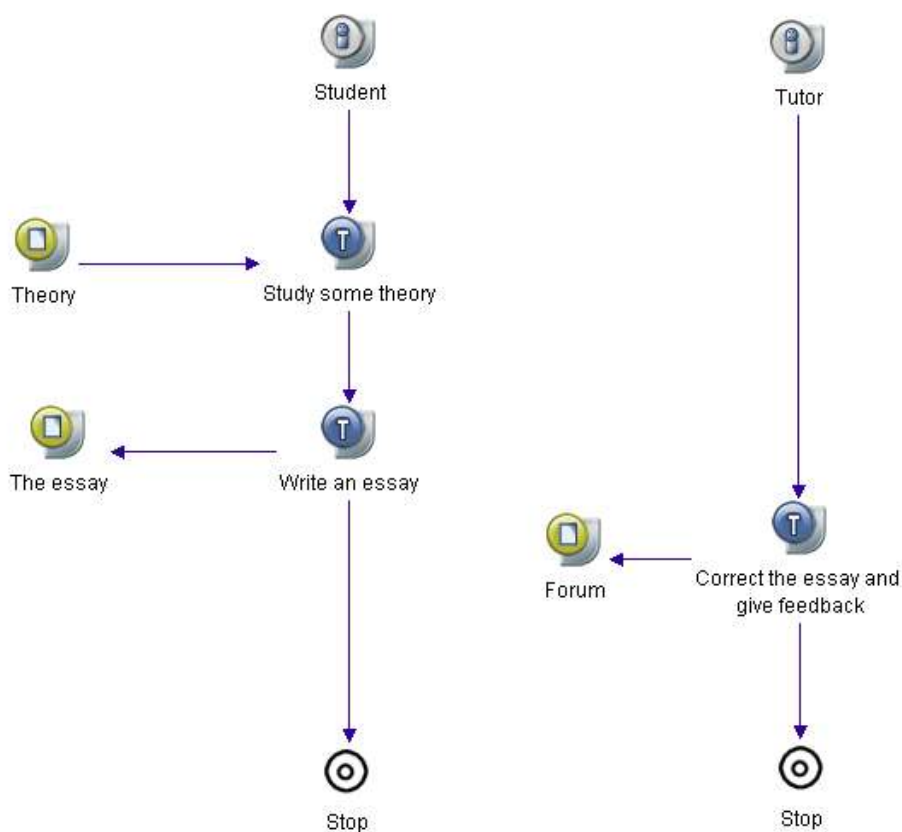 Student
Tutor
T
Theory
Study some theory
T
The essay
Write an essay
T
Forum
Correct the essay and
give feedback
Stop
Stop